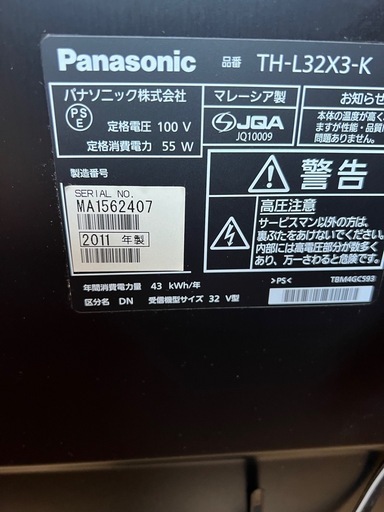 Panasonic 品番 TH-L32X3-K
パナソニック株式会社
マレーシア製
お知らせ
PSE
定格電圧 100 V
定格消費電力 55 W
JQA
JQ10009
本体の温度が高く
ますが性能・品質
問題ありません。
製造番号
SERIAL NO.
MA1562407
2011 年製
警告
高圧注意
サービスマン以外の方は、
裏ぶたをあけないでください
内部には高電圧部分が数多く
あり、万一さわると危険
年間消費電力量 43 kWh/年
区分名 DN 受信機型サイズ 32 V型
>PS<
TBM4GC593